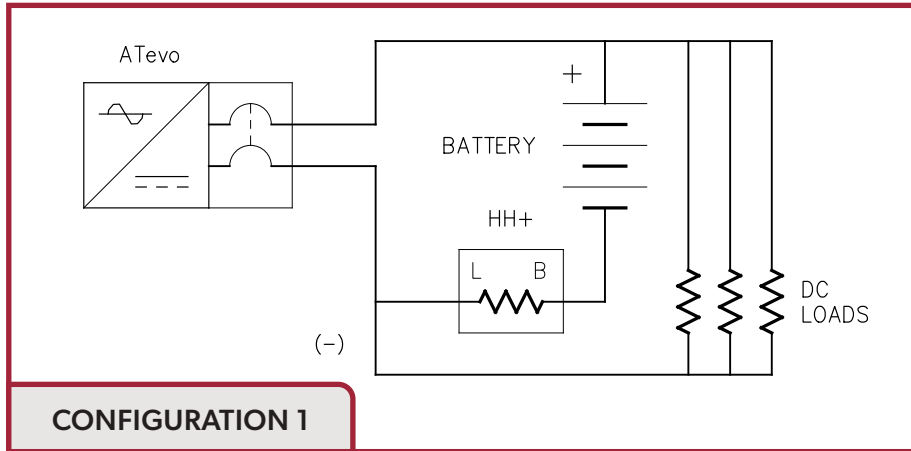 ATevo
+
BATTERY
HH+
L B
DC
LOADS
(-)
CONFIGURATION 1